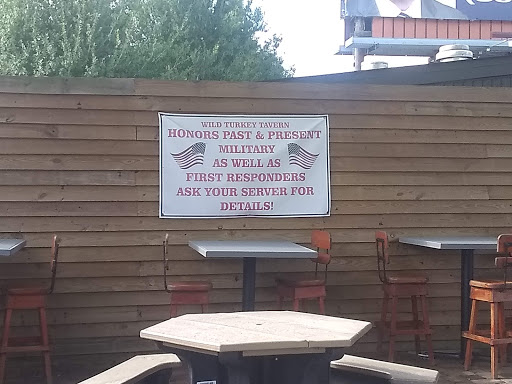 WILD TURKEY TAVERN
HONORS PAST & PRESENT
MILITARY
AS WELL AS
FIRST RESPONDERS
ASK YOUR SERVER FOR
DETAILS!